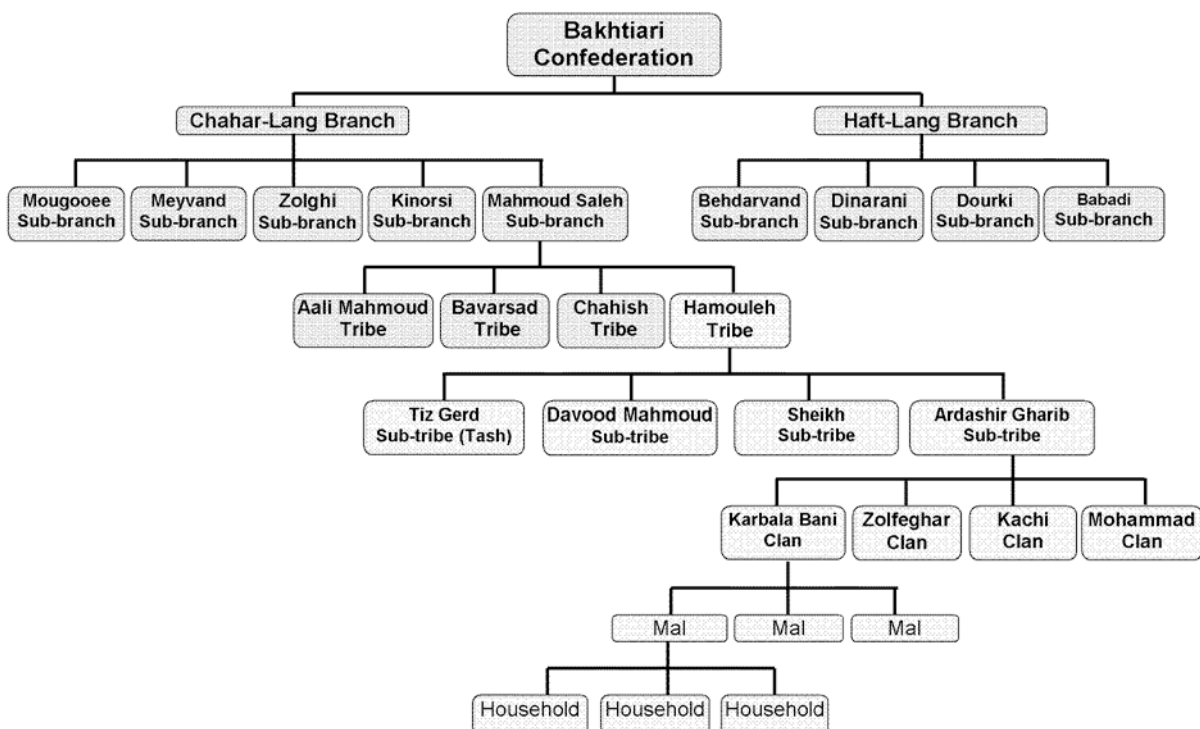 Bakhtiari
Confederation
Chahar-Lang Branch
Haft-Lang Branch
Mougooee
Sub-branch
Meyvand
Sub-branch
Zolghi
Sub-branch
Kinorsi
Sub-branch
Mahmoud Saleh
Sub-branch
Behdarvand
Sub-branch
Dinarani
Sub-branch
Dourki
Sub-branch
Babadi
Sub-branch
Aali Mahmoud
Tribe
Bavarsad
Tribe
Chahish
Tribe
Hamouleh
Tribe
Tiz Gerd
Sub-tribe (Tash)
Davood Mahmoud
Sub-tribe
Sheikh
Sub-tribe
Ardashir Gharib
Sub-tribe
Karbala Bani
Clan
Zolfeghar
Clan
Kachi
Clan
Mohammad
Clan
Mal
Mal
Mal
Household
Household
Household